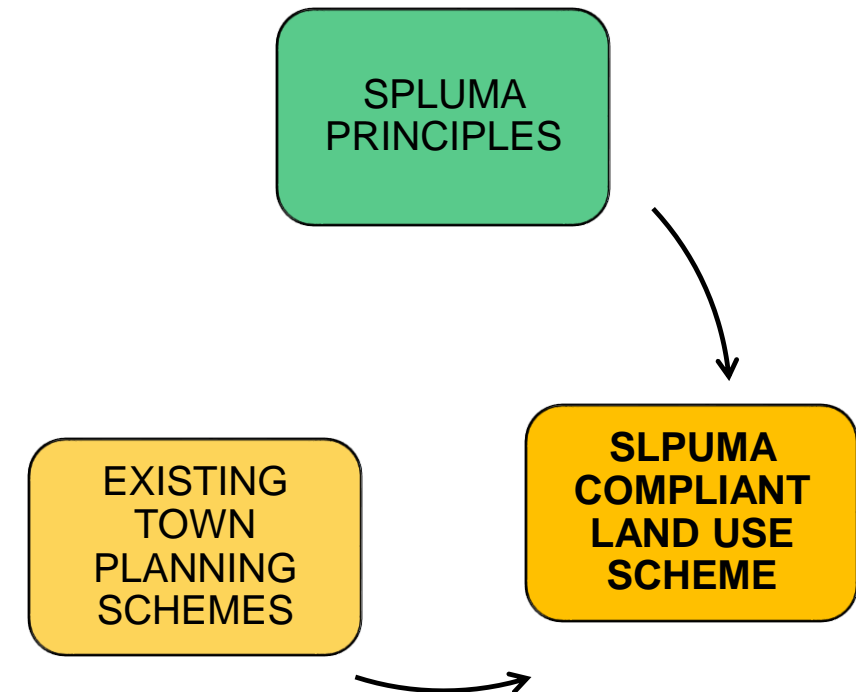 SPLUMA
PRINCIPLES
EXISTING
TOWN
PLANNING
SCHEMES
SLPUMA
COMPLIANT
LAND USE
SCHEME